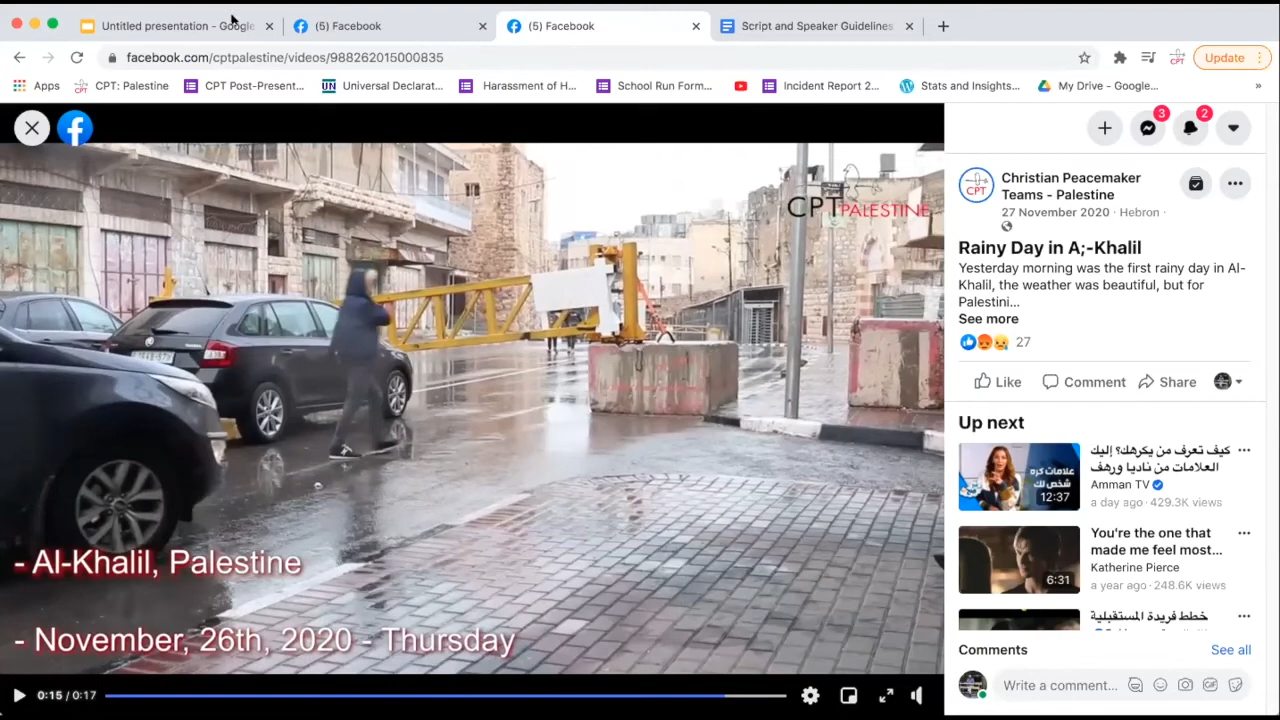 Untitled presentation - Google
(5) Facebook
(5) Facebook
Script and Speaker Guidelines
facebook.com/cptpalestine/videos/988262015000835
Update
Apps
CPT: Palestine
CPT Post-Present...
Universal Declarat...
Harassment of H...
School Run Form...
Incident Report 2...
Stats and Insights...
My Drive - Google...
»
CPT PALESTINE
- Al-Khalil, Palestine
- November, 26th, 2020 - Thursday
0:15 / 0:17
3
2
CPT
Christian Peacemaker
Teams - Palestine
27 November 2020 · Hebron ·
Rainy Day in A;-Khalil
Yesterday morning was the first rainy day in Al-
Khalil, the weather was beautiful, but for
Palestini...
See more
27
Like
Comment
Share
Up next
علامات كره
شخص لك
12:37
كيف تعرف من يكرهك؟ إليك
العلامات من ناديا ورهف
Amman TV
a day ago · 429.3K views
6:31
You're the one that
made me feel most...
Katherine Pierce
a year ago · 248.6K views
خطط فريدة المستقبلية
Comments
See all
Write a comment...